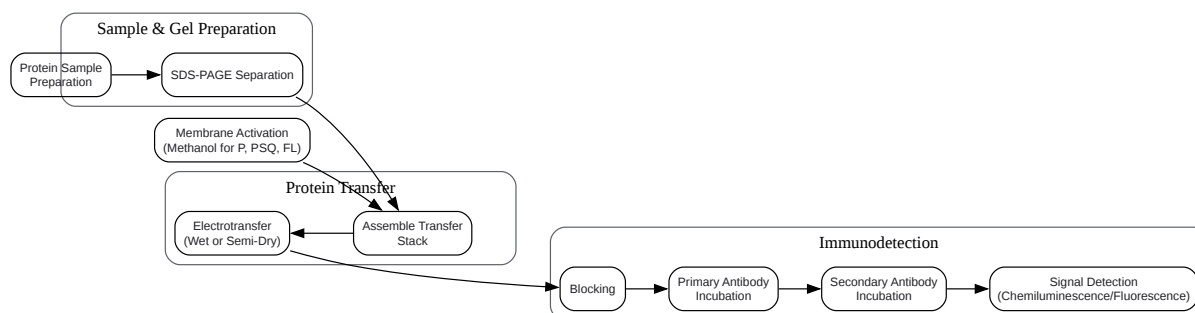 Sample & Gel Preparation
Protein Sample
Preparation
SDS-PAGE Separation
Membrane Activation
(Methanol for P, PSQ, FL)
Protein Transfer
Electrotransfer
(Wet or Semi-Dry)
Assemble Transfer
Stack
Immunodetection
Blocking
Primary Antibody
Incubation
Secondary Antibody
Incubation
Signal Detection
(Chemiluminescence/Fluorescence)